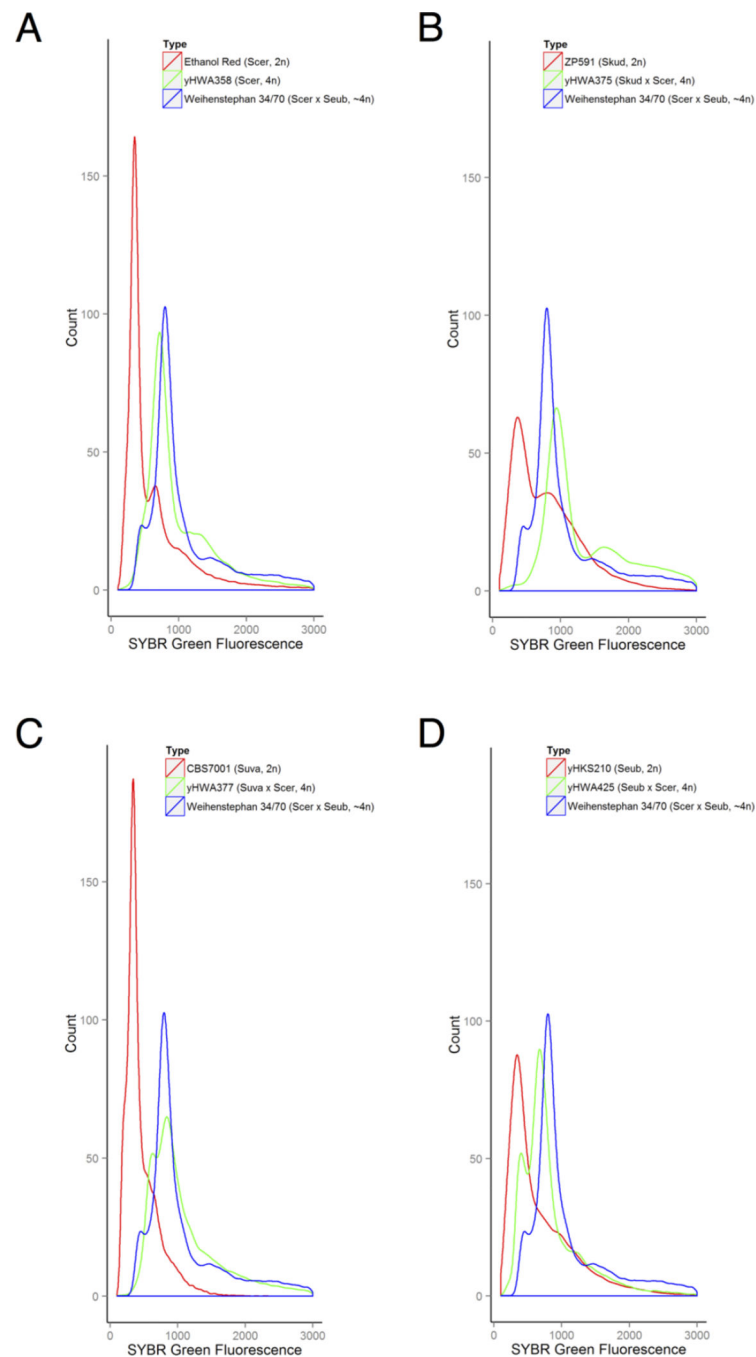 A
Type
Ethanol Red (Scer, 2n)
yHWA358 (Scer, 4n)
Weihenstephan 34/70 (Scer x Seub, ~4n)
150
100
50
0
Count
0 1000 2000 3000
SYBR Green Fluorescence
B
Type
ZP591 (Skud, 2n)
yHWA375 (Skud x Scer, 4n)
Weihenstephan 34/70 (Scer x Seub, ~4n)
150
100
50
0
Count
0 1000 2000 3000
SYBR Green Fluorescence
C
Type
CBS7001 (Suva, 2n)
yHWA377 (Suva x Scer, 4n)
Weihenstephan 34/70 (Scer x Seub, ~4n)
150
100
50
0
Count
0 1000 2000 3000
SYBR Green Fluorescence
D
Type
yHKS210 (Seub, 2n)
yHWA425 (Seub x Scer, 4n)
Weihenstephan 34/70 (Scer x Seub, ~4n)
150
100
50
0
Count
0 1000 2000 3000
SYBR Green Fluorescence